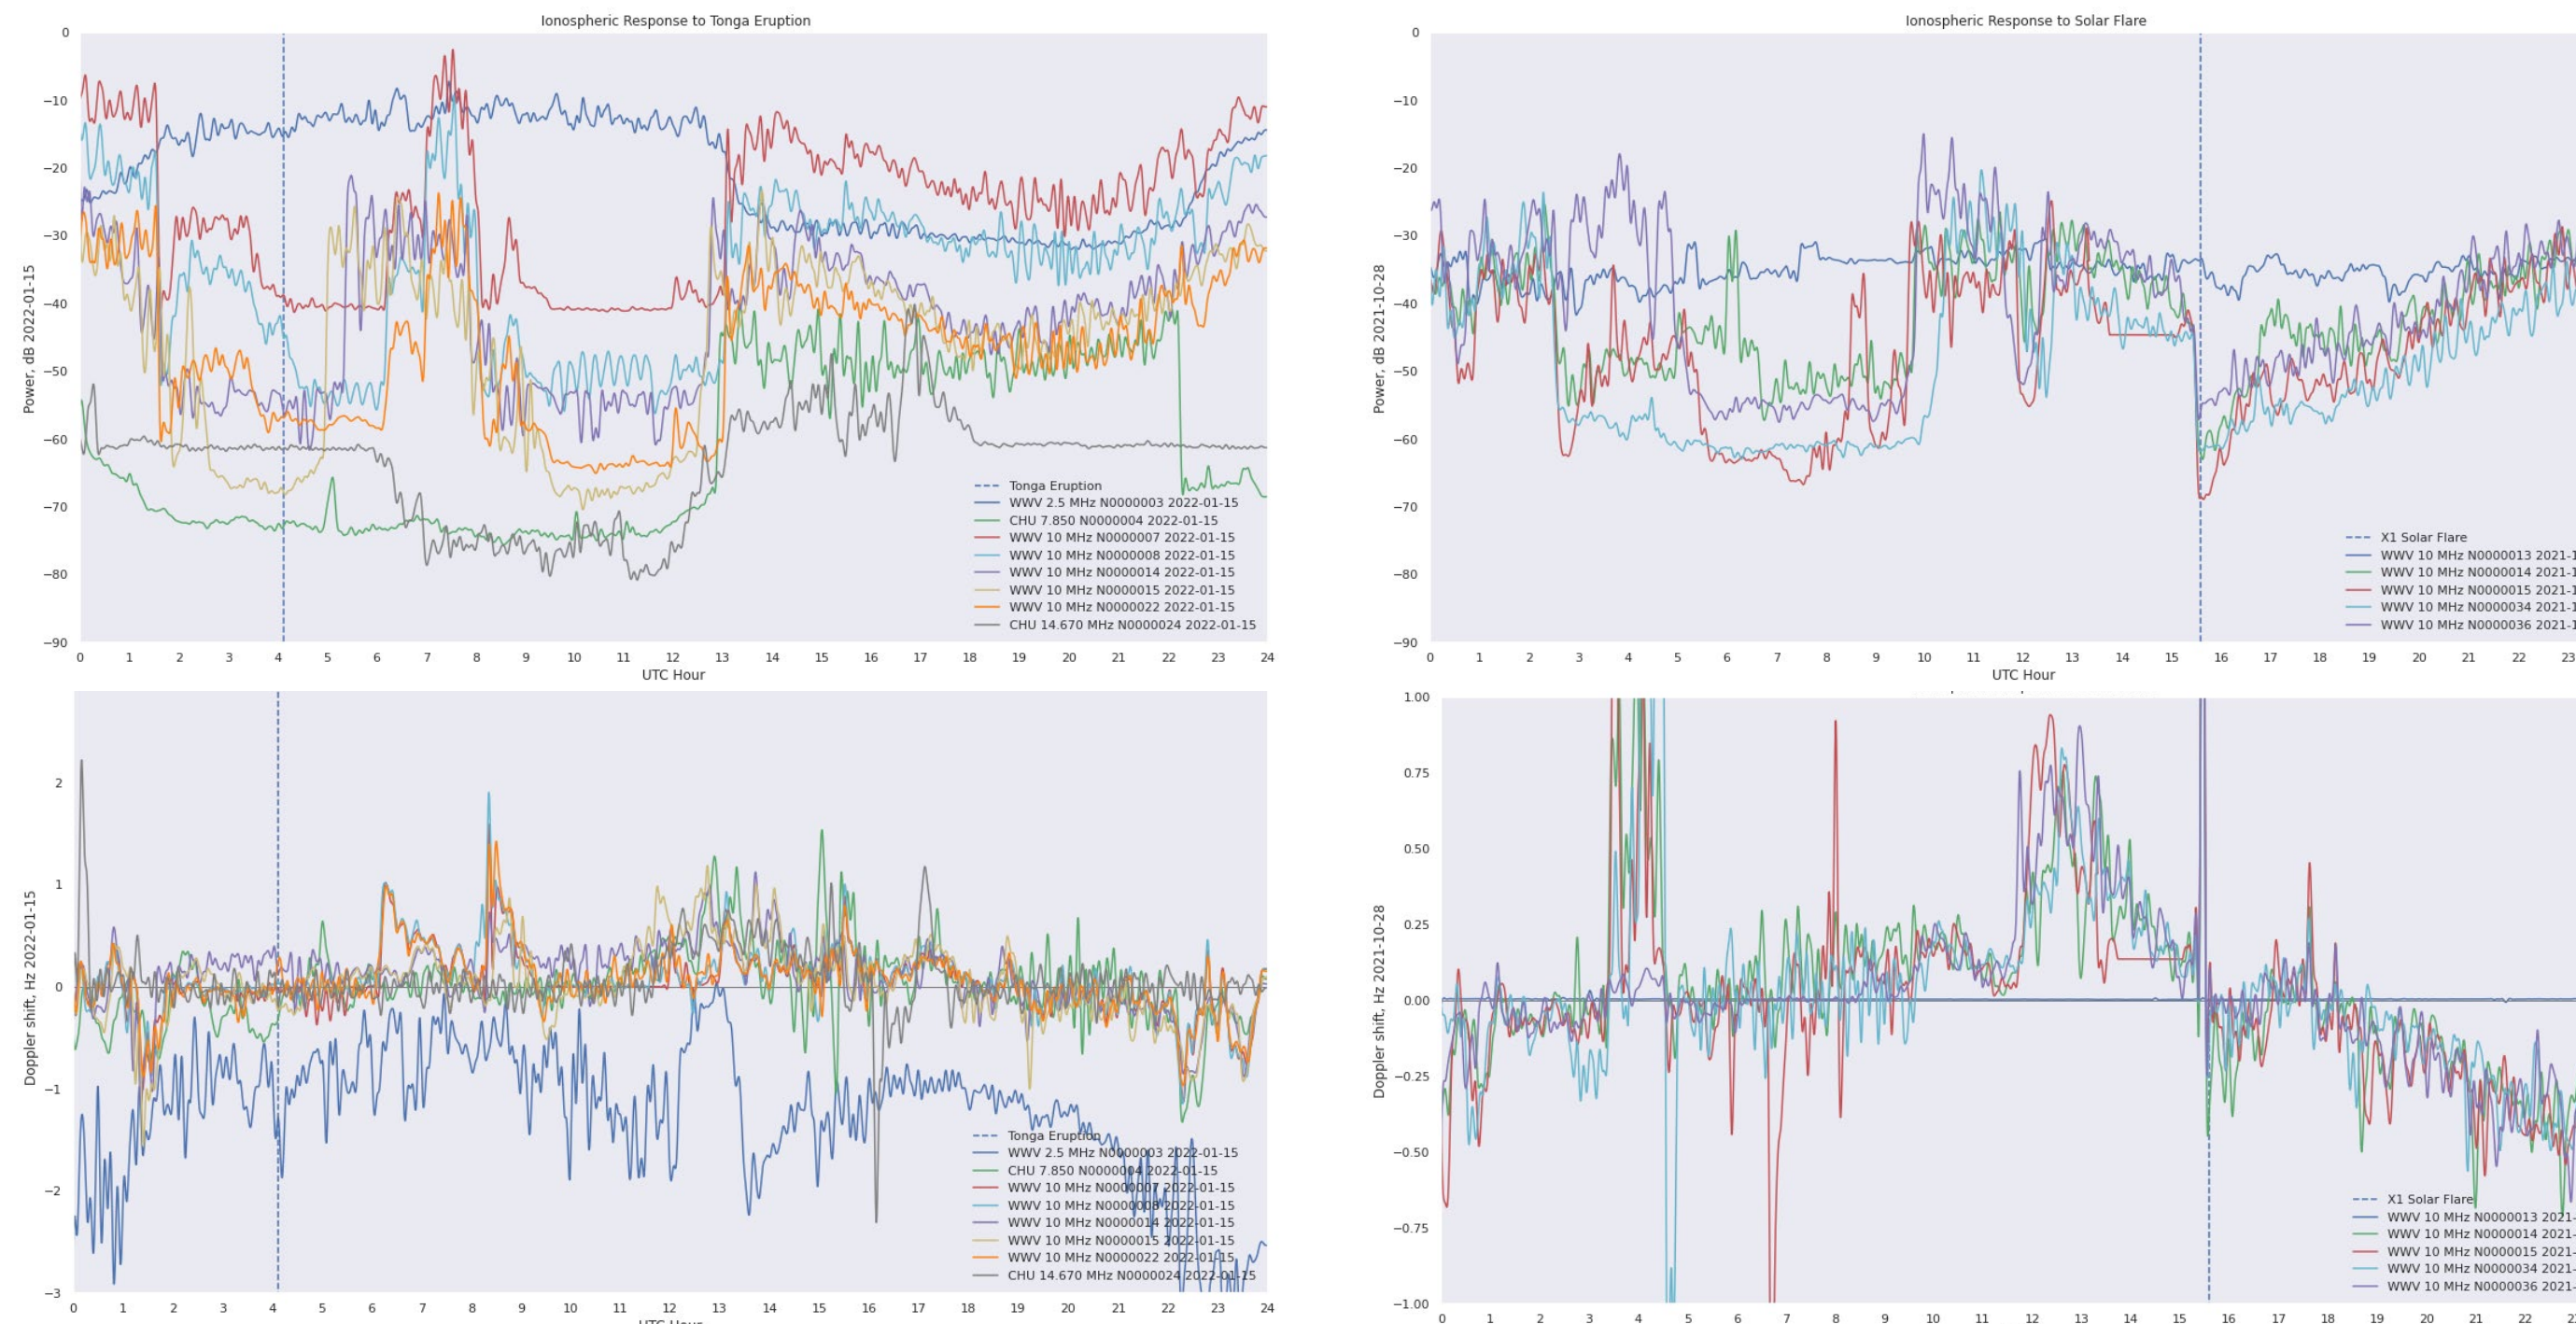 Ionospheric Response to Tonga Eruption
0
−10
−20
−30
−40
−50
−60
−70
−80
−90
Power, dB 2022-01-15
Tonga Eruption
WWV 2.5 MHz N0000003 2022-01-15
CHU 7.850 N0000004 2022-01-15
WWV 10 MHz N0000007 2022-01-15
WWV 10 MHz N0000008 2022-01-15
WWV 10 MHz N0000014 2022-01-15
WWV 10 MHz N0000015 2022-01-15
WWV 10 MHz N0000022 2022-01-15
CHU 14.670 MHz N0000024 2022-01-15
0 1 2 3 4 5 6 7 8 9 10 11 12 13 14 15 16 17 18 19 20 21 22 23 24
UTC Hour
Ionospheric Response to Solar Flare
0
−10
−20
−30
−40
−50
−60
−70
−80
−90
Power, dB 2021-10-28
X1 Solar Flare
WWV 10 MHz N0000013 2021-1
WWV 10 MHz N0000014 2021-1
WWV 10 MHz N0000015 2021-1
WWV 10 MHz N0000034 2021-1
WWV 10 MHz N0000036 2021-1
0 1 2 3 4 5 6 7 8 9 10 11 12 13 14 15 16 17 18 19 20 21 22 23
UTC Hour
2
1
0
−1
−2
−3
Doppler shift, Hz 2022-01-15
Tonga Eruption
WWV 2.5 MHz N0000003 2022-01-15
CHU 7.850 N0000004 2022-01-15
WWV 10 MHz N0000007 2022-01-15
WWV 10 MHz N0000008 2022-01-15
WWV 10 MHz N0000014 2022-01-15
WWV 10 MHz N0000015 2022-01-15
WWV 10 MHz N0000022 2022-01-15
CHU 14.670 MHz N0000024 2022-01-15
0 1 2 3 4 5 6 7 8 9 10 11 12 13 14 15 16 17 18 19 20 21 22 23 24
UTC Hour
1.00
0.75
0.50
0.25
0.00
−0.25
−0.50
−0.75
−1.00
Doppler shift, Hz 2021-10-28
X1 Solar Flare
WWV 10 MHz N0000013 2021-
WWV 10 MHz N0000014 2021-
WWV 10 MHz N0000015 2021-
WWV 10 MHz N0000034 2021-
WWV 10 MHz N0000036 2021-
0 1 2 3 4 5 6 7 8 9 10 11 12 13 14 15 16 17 18 19 20 21 22